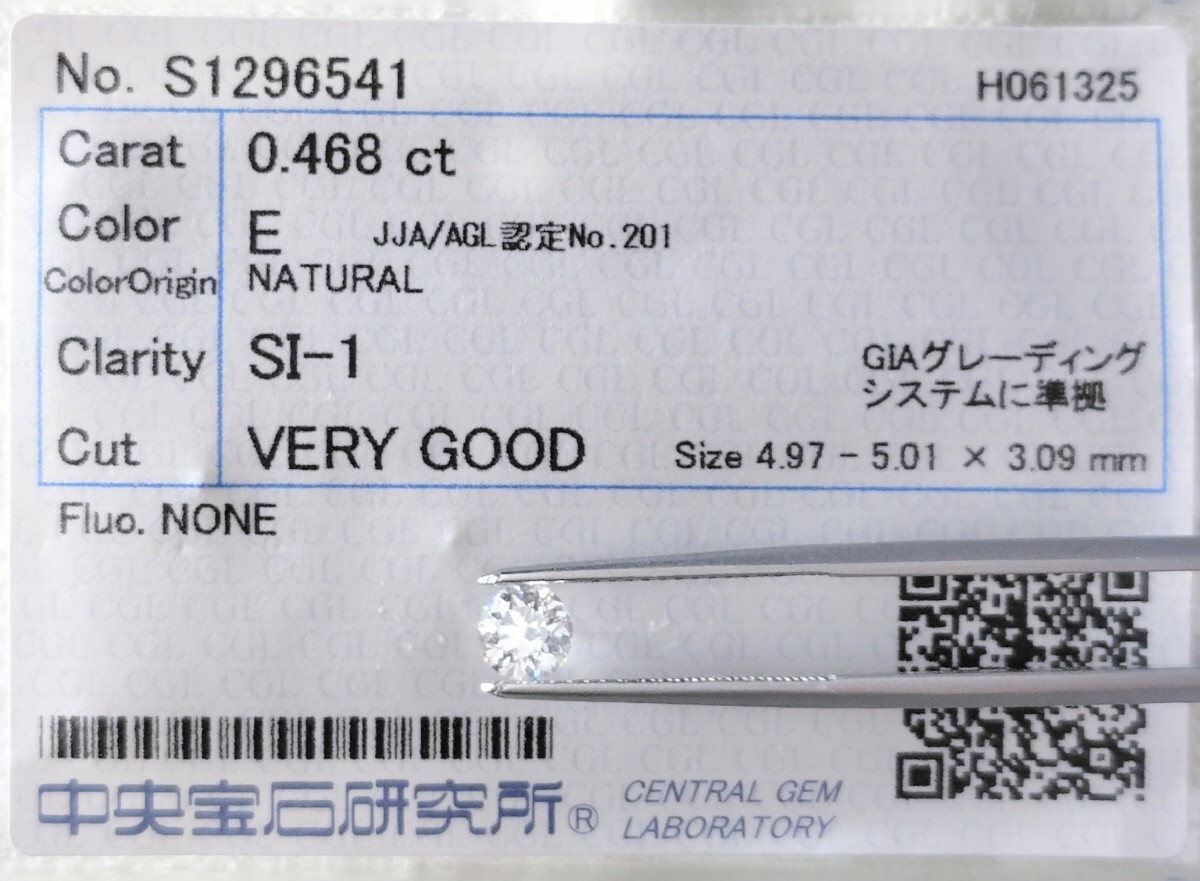 No. S1296541 H061325
Carat 0.468 ct
Color E JJA/AGL認定No.201
ColorOrigin NATURAL
Clarity SI-1 GIAグレーディング
システムに準拠
Cut VERY GOOD Size 4.97 - 5.01 × 3.09 mm
Fluo. NONE
中央宝石研究所® CENTRAL GEM
LABORATORY